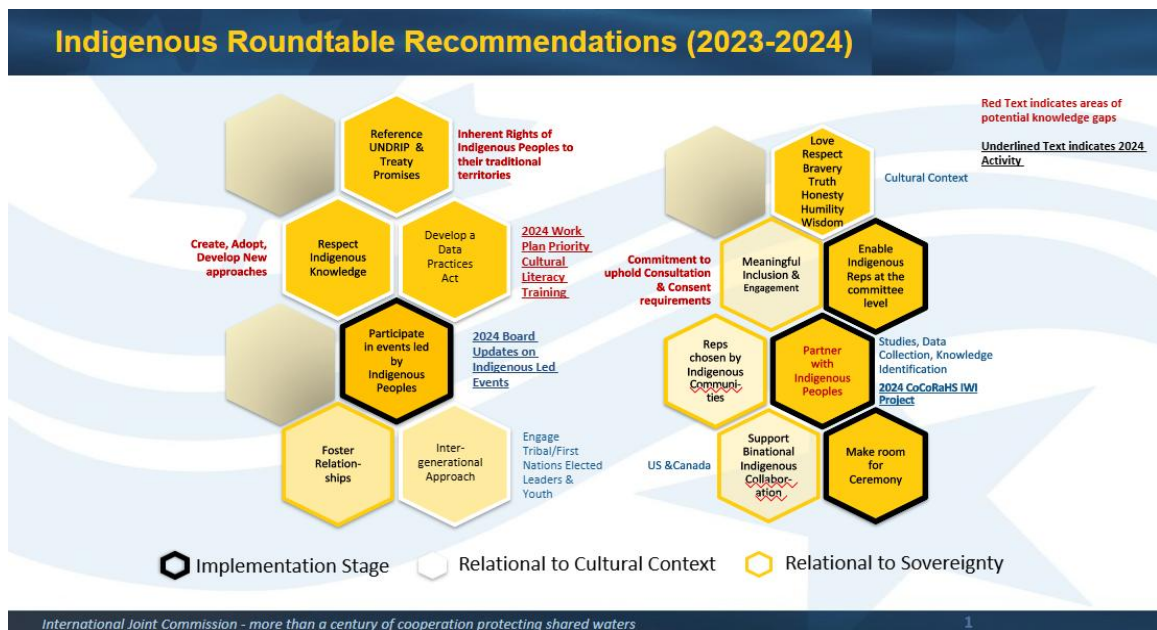 Indigenous Roundtable Recommendations (2023-2024)
Reference
UNDRIP &
Treaty
Promises
Inherent Rights of
Indigenous Peoples to
their traditional
territories
Create, Adopt,
Develop New
approaches
Respect
Indigenous
Knowledge
Develop a
Data
Practices
Act
2024 Work
Plan Priority
Cultural
Literacy
Training
Participate
in events led
by
Indigenous
Peoples
2024 Board
Updates on
Indigenous Led
Events
Foster
Relation-
ships
Inter-
generational
Approach
Engage
Tribal/First
Nations Elected
Leaders &
Youth
Red Text indicates areas of
potential knowledge gaps
Underlined Text indicates 2024
Activity
Love
Respect
Bravery
Truth
Honesty
Humility
Wisdom
Cultural Context
Commitment to
uphold Consultation
& Consent
requirements
Meaningful
Inclusion &
Engagement
Enable
Indigenous
Reps at the
committee
level
Reps
chosen by
Indigenous
Communi-
ties
Partner
with
Indigenous
Peoples
Studies, Data
Collection, Knowledge
Identification
2024 CoCoRaHS IWI
Project
US &Canada
Support
Binational
Indigenous
Collabor-
ation
Make room
for
Ceremony
Implementation Stage
Relational to Cultural Context
Relational to Sovereignty
International Joint Commission - more than a century of cooperation protecting shared waters
1